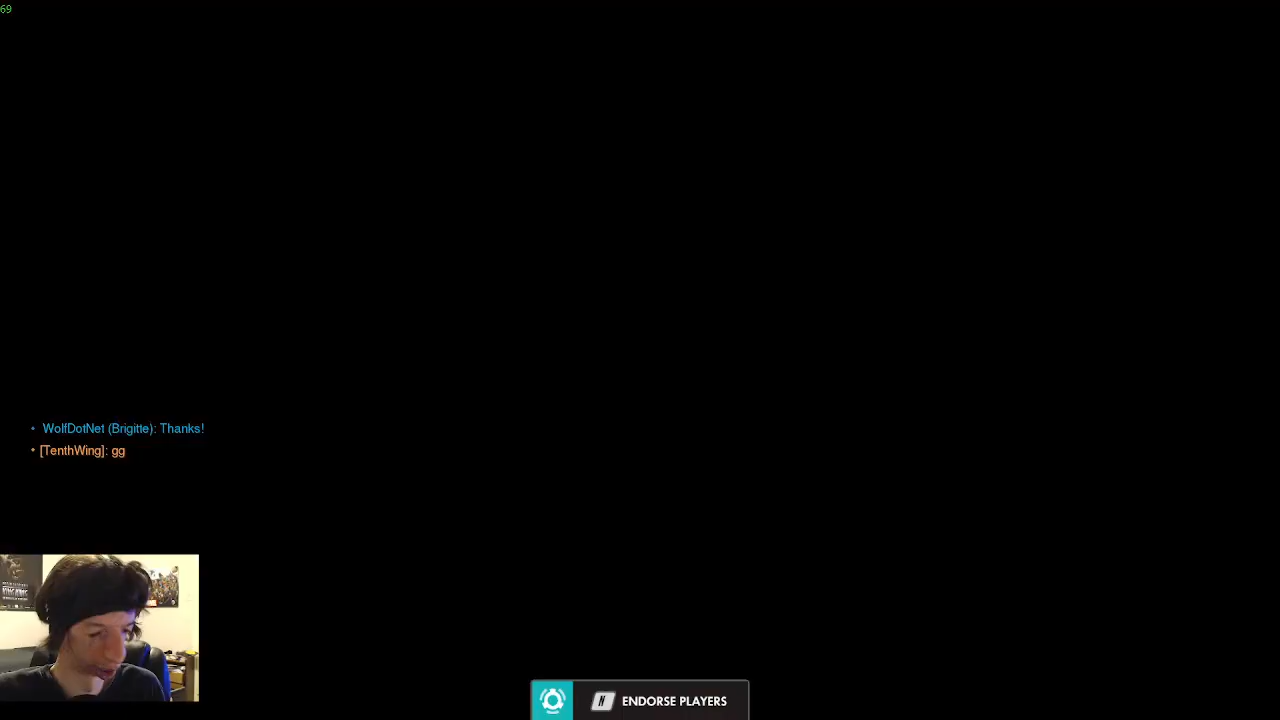 69
• WolfDotNet (Brigitte): Thanks!
• [TenthWing]: gg
N ENDORSE PLAYERS